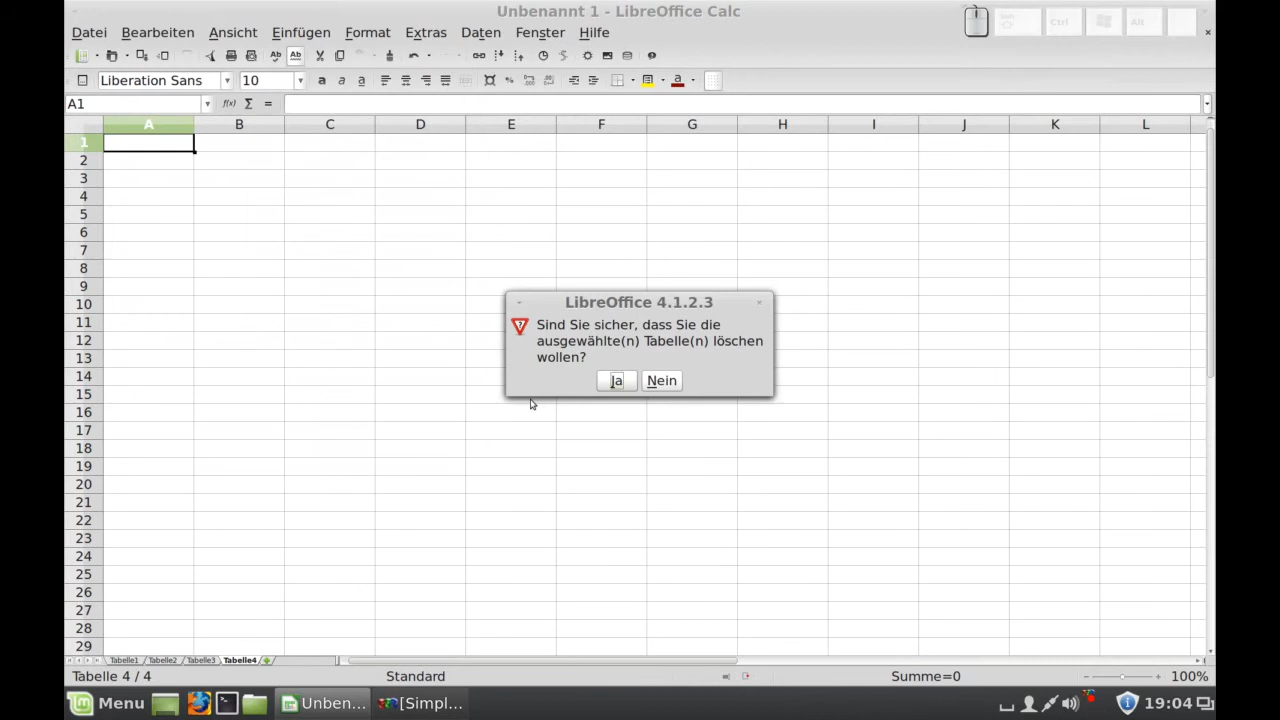 Unbenannt 1 - LibreOffice Calc
Datei Bearbeiten Ansicht Einfügen Format Extras Daten Fenster Hilfe
Ctrl Alt
Liberation Sans 10
A1 f(x) Σ =
A B C D E F G H I J K L
1
2
3
4
5
6
7
8
9
10
11
12
13
14
15
16
17
18
19
20
21
22
23
24
25
26
27
28
29
LibreOffice 4.1.2.3
Sind Sie sicher, dass Sie die
ausgewählte(n) Tabelle(n) löschen
wollen?
Ja Nein
Tabelle1 Tabelle2 Tabelle3 Tabelle4
Tabelle 4 / 4 Standard Summe=0 100%
Menu Unben... [Simpl... 19:04